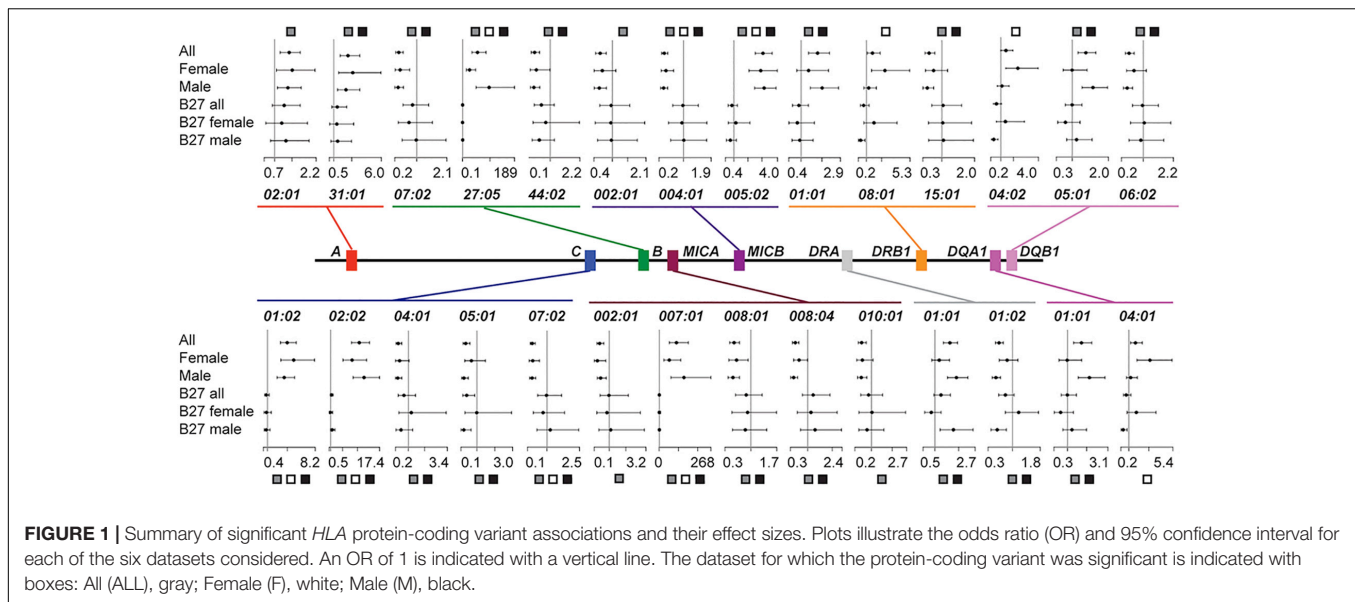 All
Female
Male
B27 all
B27 female
B27 male
0.7 2.2 0.5 6.0 0.2 2.1 0.1 189 0.1 2.2 0.4 2.1 0.2 1.9 0.4 4.0 0.4 2.9 0.2 5.3 0.3 2.0 0.2 4.0 0.3 2.0 0.2 2.2
02:01 31:01 07:02 27:05 44:02 002:01 004:01 005:02 01:01 08:01 15:01 04:02 05:01 06:02
A C B MICA MICB DRA DRB1 DQA1 DQB1
01:02 02:02 04:01 05:01 07:02 002:01 007:01 008:01 008:04 010:01 01:01 01:02 01:01 04:01
All
Female
Male
B27 all
B27 female
B27 male
0.4 8.2 0.5 17.4 0.2 3.4 0.1 3.0 0.1 2.5 0.1 3.2 0 268 0.3 1.7 0.3 2.4 0.2 2.7 0.5 2.7 0.3 1.8 0.3 3.1 0.2 5.4
FIGURE 1 | Summary of significant HLA protein-coding variant associations and their effect sizes. Plots illustrate the odds ratio (OR) and 95% confidence interval for
each of the six datasets considered. An OR of 1 is indicated with a vertical line. The dataset for which the protein-coding variant was significant is indicated with
boxes: All (ALL), gray; Female (F), white; Male (M), black.